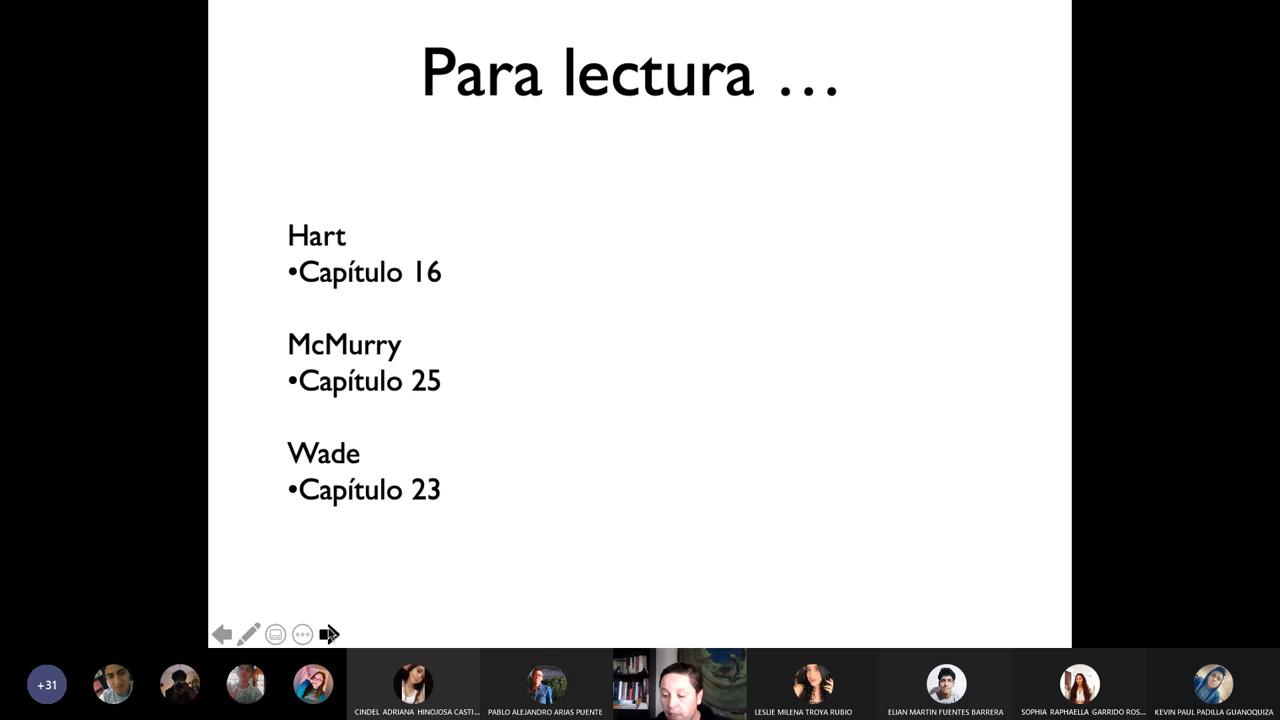 Para lectura ...
Hart
•Capítulo 16
McMurry
•Capítulo 25
Wade
•Capítulo 23
+31
CINDEL ADRIANA HINOJOSA CASTI...
PABLO ALEJANDRO ARIAS PUENTE
LESLIE MILENA TROYA RUBIO
ELIAN MARTIN FUENTES BARRERA
SOPHIA RAPHAELLA GARRIDO ROS...
KEVIN PAUL PADILLA GUANOQUIZA